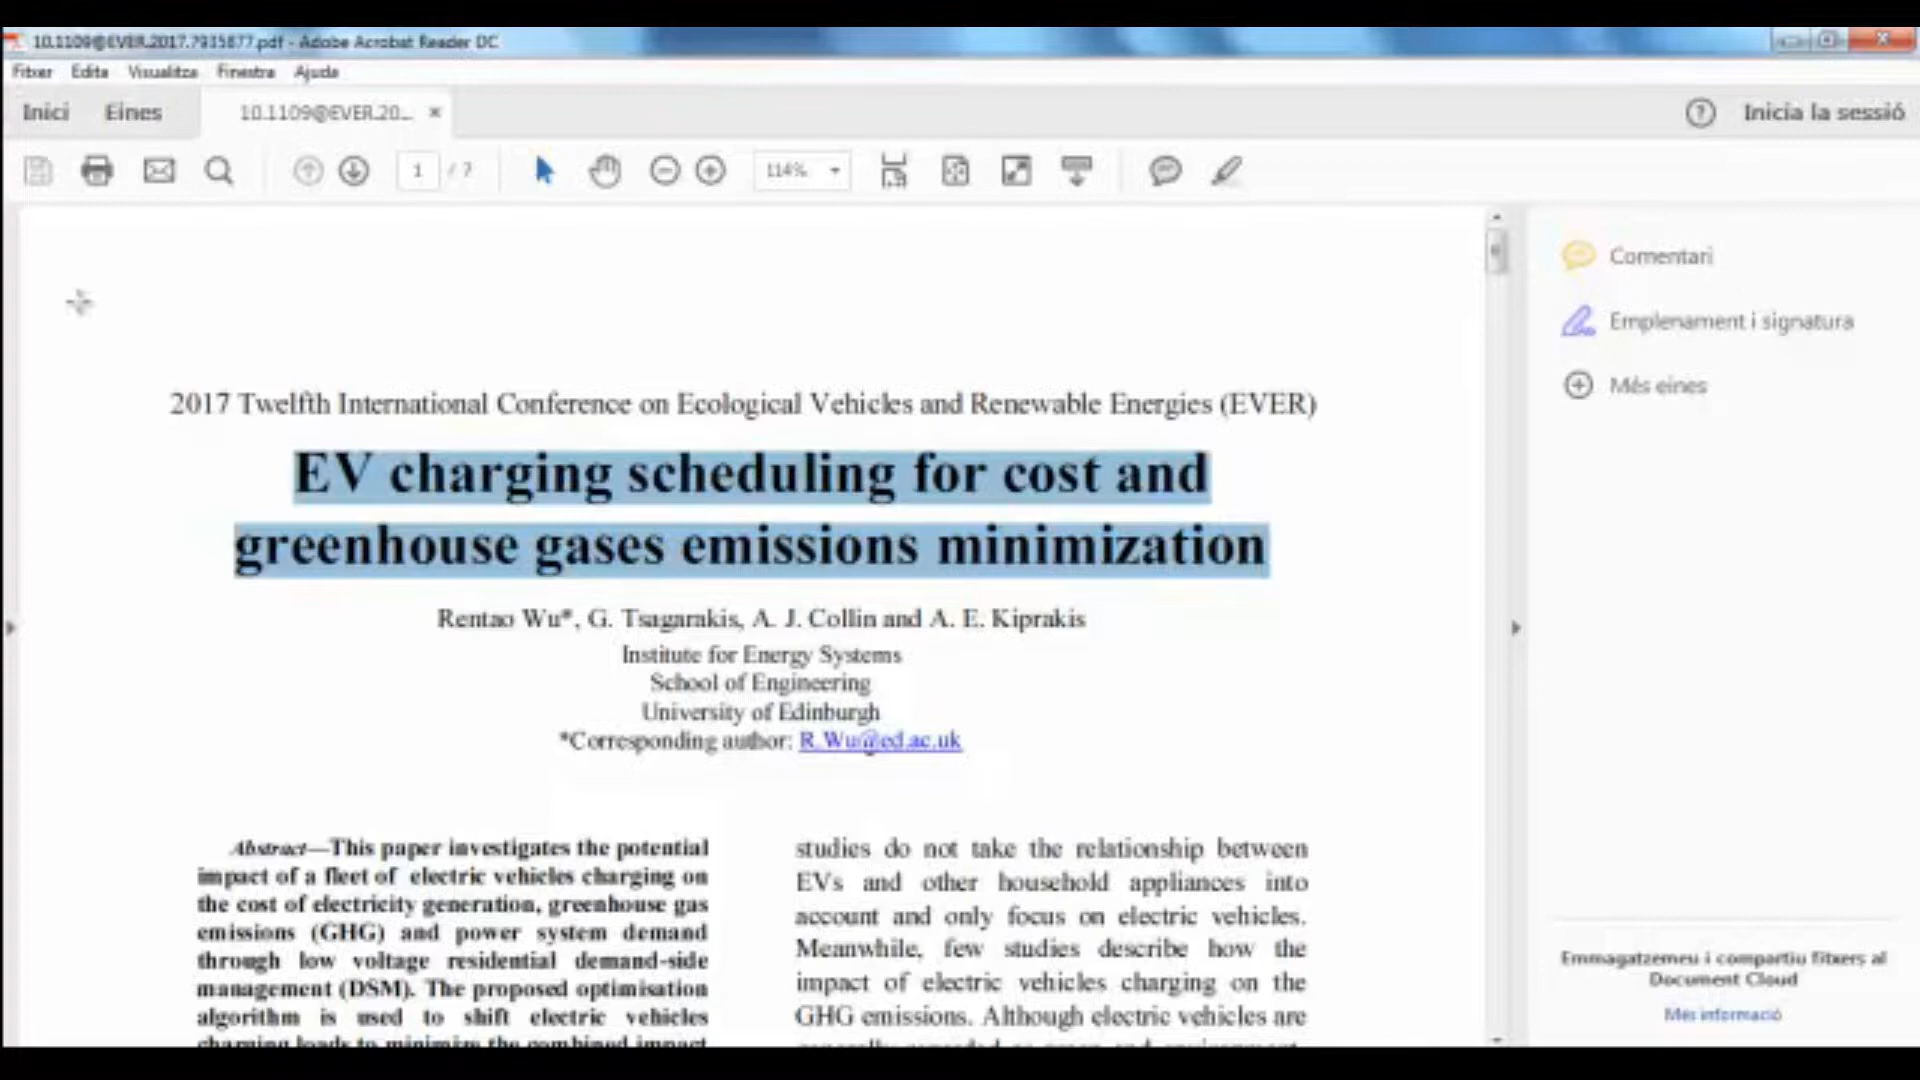 10.1109@EVER.2017.7935877.pdf - Adobe Acrobat Reader DC
Fitxer Edita Visualitza Finestra Ajuda
Inici Eines 10.1109@EVER.20... Inicia la sessió
1 / 7 114%
Comentari
Emplenament i signatura
Més eines
2017 Twelfth International Conference on Ecological Vehicles and Renewable Energies (EVER)
EV charging scheduling for cost and
greenhouse gases emissions minimization
Rentao Wu*, G. Tsagarakis, A. J. Collin and A. E. Kiprakis
Institute for Energy Systems
School of Engineering
University of Edinburgh
*Corresponding author: R.Wu@ed.ac.uk
Abstract—This paper investigates the potential
impact of a fleet of electric vehicles charging on
the cost of electricity generation, greenhouse gas
emissions (GHG) and power system demand
through low voltage residential demand-side
management (DSM). The proposed optimisation
algorithm is used to shift electric vehicles
charging loads to minimize the combined impact
studies do not take the relationship between
EVs and other household appliances into
account and only focus on electric vehicles.
Meanwhile, few studies describe how the
impact of electric vehicles charging on the
GHG emissions. Although electric vehicles are
Emmagatzemeu i compartiu fitxers al
Document Cloud
Més informació